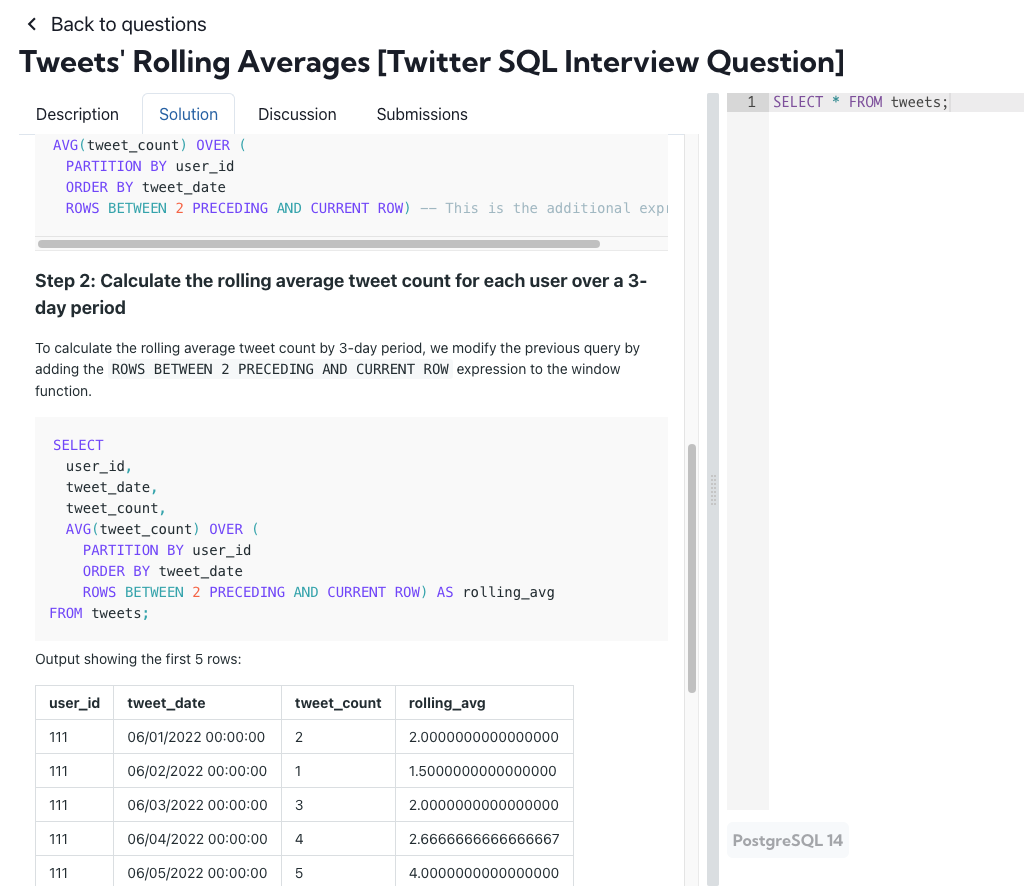 Back to questions
Tweets' Rolling Averages [Twitter SQL Interview Question]
Description Solution Discussion Submissions
AVG(tweet_count) OVER (
PARTITION BY user_id
ORDER BY tweet_date
ROWS BETWEEN 2 PRECEDING AND CURRENT ROW) -- This is the additional expr
Step 2: Calculate the rolling average tweet count for each user over a 3-
day period
To calculate the rolling average tweet count by 3-day period, we modify the previous query by
adding the ROWS BETWEEN 2 PRECEDING AND CURRENT ROW expression to the window
function.
SELECT
user_id,
tweet_date,
tweet_count,
AVG(tweet_count) OVER (
PARTITION BY user_id
ORDER BY tweet_date
ROWS BETWEEN 2 PRECEDING AND CURRENT ROW) AS rolling_avg
FROM tweets;
Output showing the first 5 rows:
user_id tweet_date tweet_count rolling_avg
111 06/01/2022 00:00:00 2 2.0000000000000000
111 06/02/2022 00:00:00 1 1.5000000000000000
111 06/03/2022 00:00:00 3 2.0000000000000000
111 06/04/2022 00:00:00 4 2.6666666666666667
111 06/05/2022 00:00:00 5 4.0000000000000000
1 SELECT * FROM tweets;
PostgreSQL 14